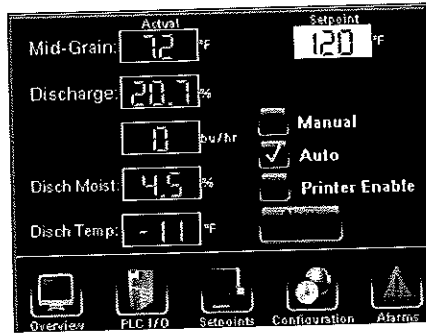 Actual Setpoint
Mid-Grain: 72 °F 120 °F
Discharge: 20.7 %
0 bu/hr
Manual
Auto
Disch Moist: 4.5 %
Printer Enable
Disch Temp: -11 °F
Overview PLC I/O Setpoints Configuration Alarms